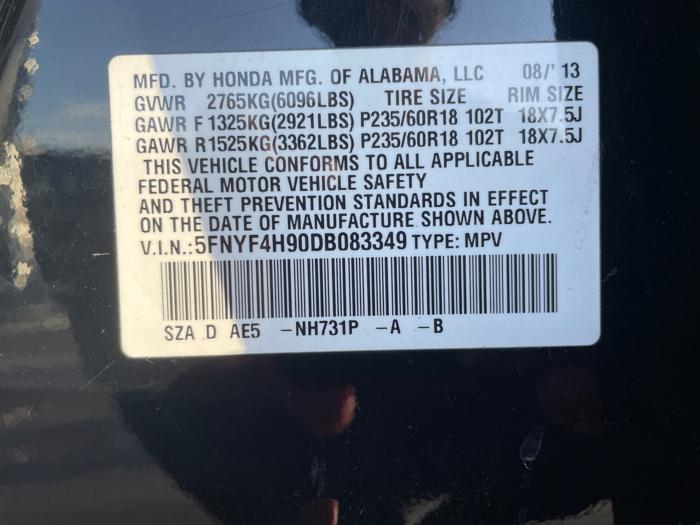 MFD. BY HONDA MFG. OF ALABAMA, LLC 08/'13
GVWR 2765KG(6096LBS) TIRE SIZE RIM SIZE
GAWR F 1325KG(2921LBS) P235/60R18 102T 18X7.5J
GAWR R1525KG(3362LBS) P235/60R18 102T 18X7.5J
THIS VEHICLE CONFORMS TO ALL APPLICABLE
FEDERAL MOTOR VEHICLE SAFETY
AND THEFT PREVENTION STANDARDS IN EFFECT
ON THE DATE OF MANUFACTURE SHOWN ABOVE.
V.I.N.:5FNYF4H90DB083349 TYPE: MPV
SZA D AE5 -NH731P -A -B